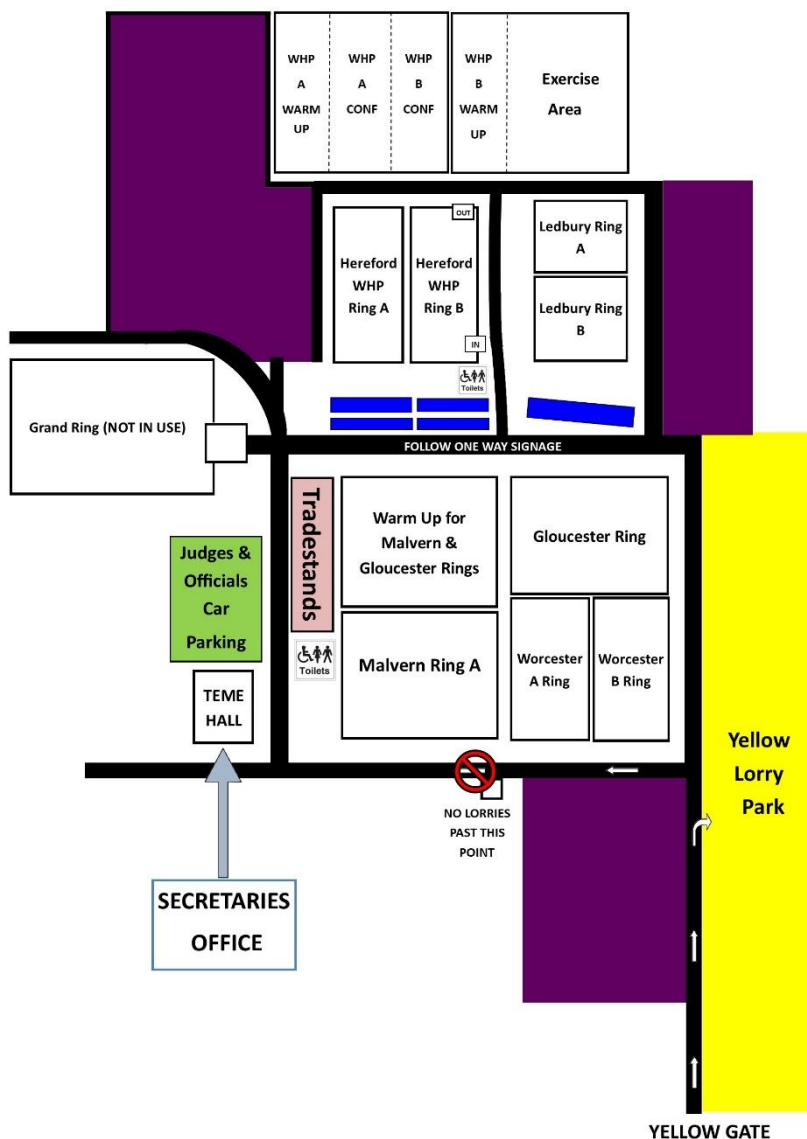 WHP
A
WARM
UP
WHP
A
CONF
WHP
B
CONF
WHP
B
WARM
UP
Exercise
Area
OUT
Hereford
WHP
Ring A
Hereford
WHP
Ring B
IN
Toilets
Ledbury Ring
A
Ledbury Ring
B
Grand Ring (NOT IN USE)
FOLLOW ONE WAY SIGNAGE
Tradestands
Warm Up for
Malvern &
Gloucester Rings
Gloucester Ring
Judges &
Officials
Car
Parking
Toilets
Malvern Ring A
Worcester
A Ring
Worcester
B Ring
TEME
HALL
Yellow
Lorry
Park
NO LORRIES
PAST THIS
POINT
SECRETARIES
OFFICE
YELLOW GATE